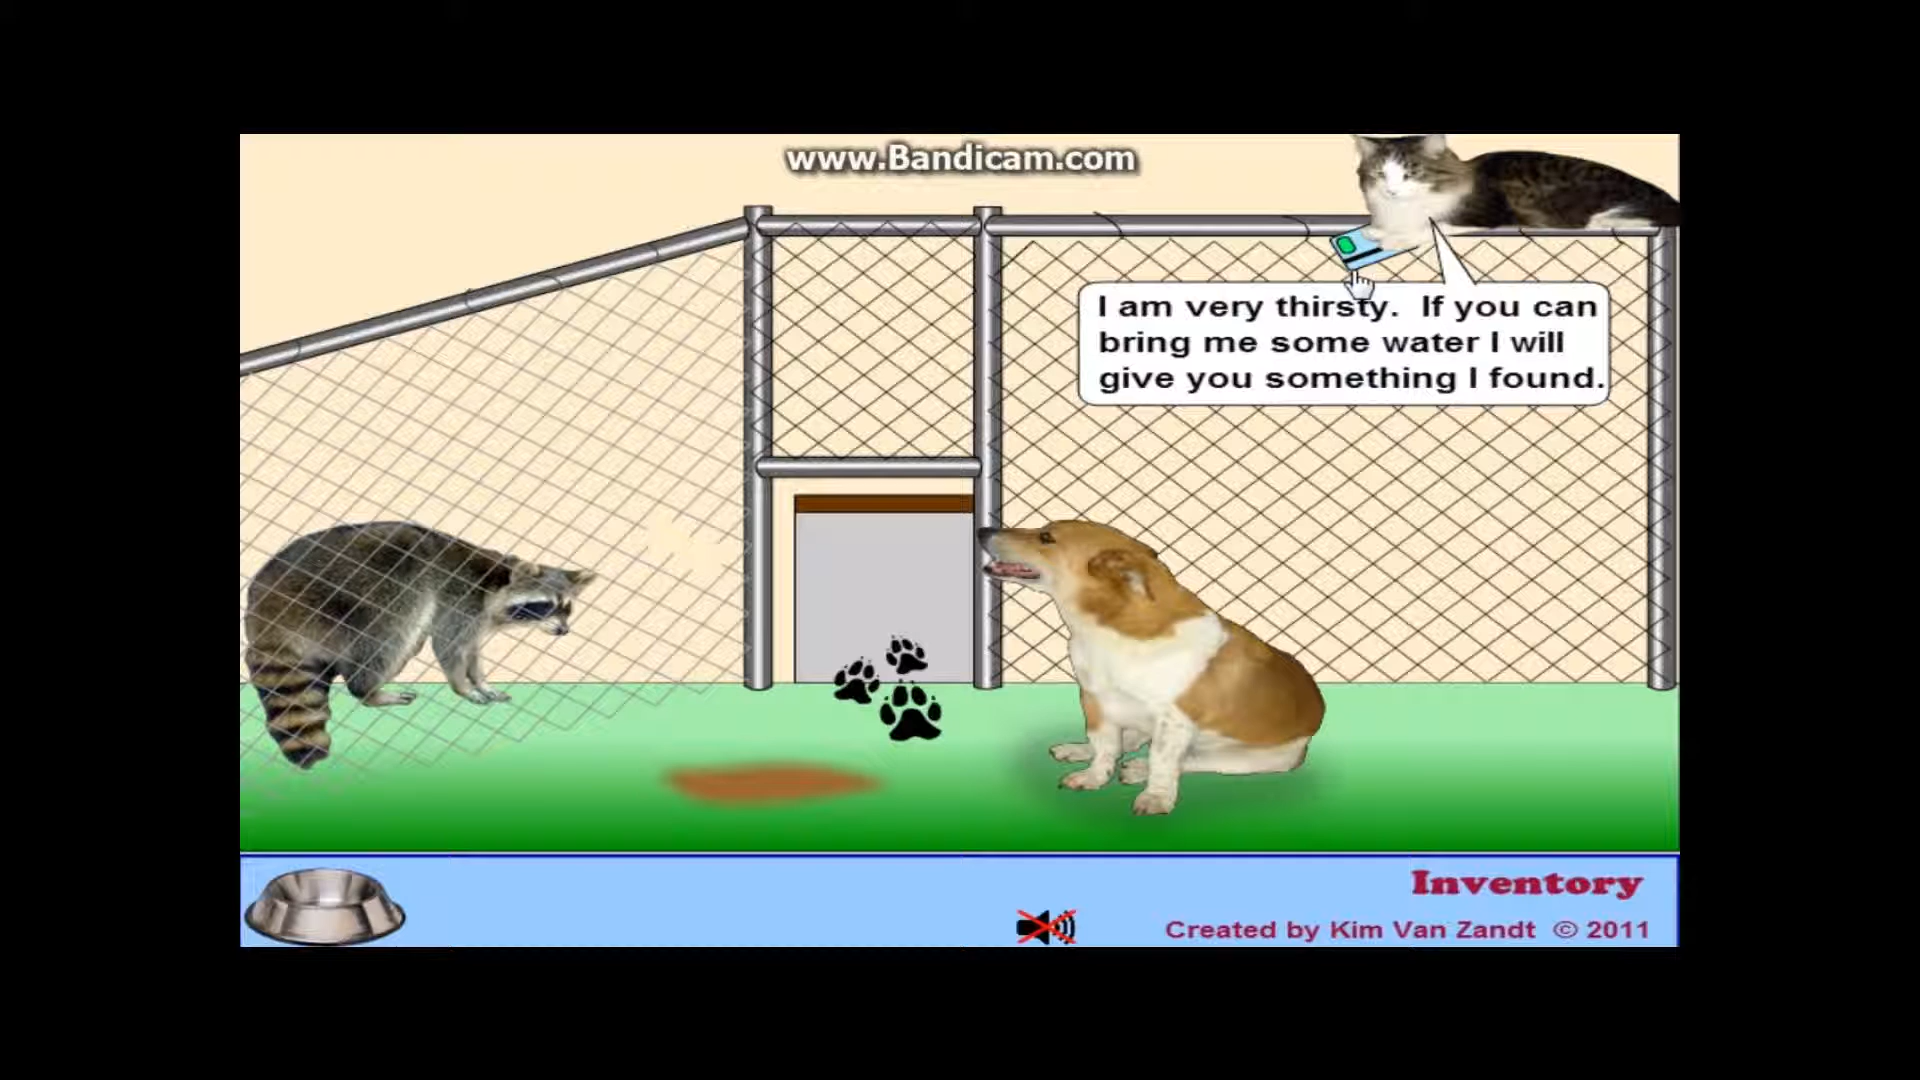 www.Bandicam.com
I am very thirsty. If you can
bring me some water I will
give you something I found.
Inventory
Created by Kim Van Zandt © 2011